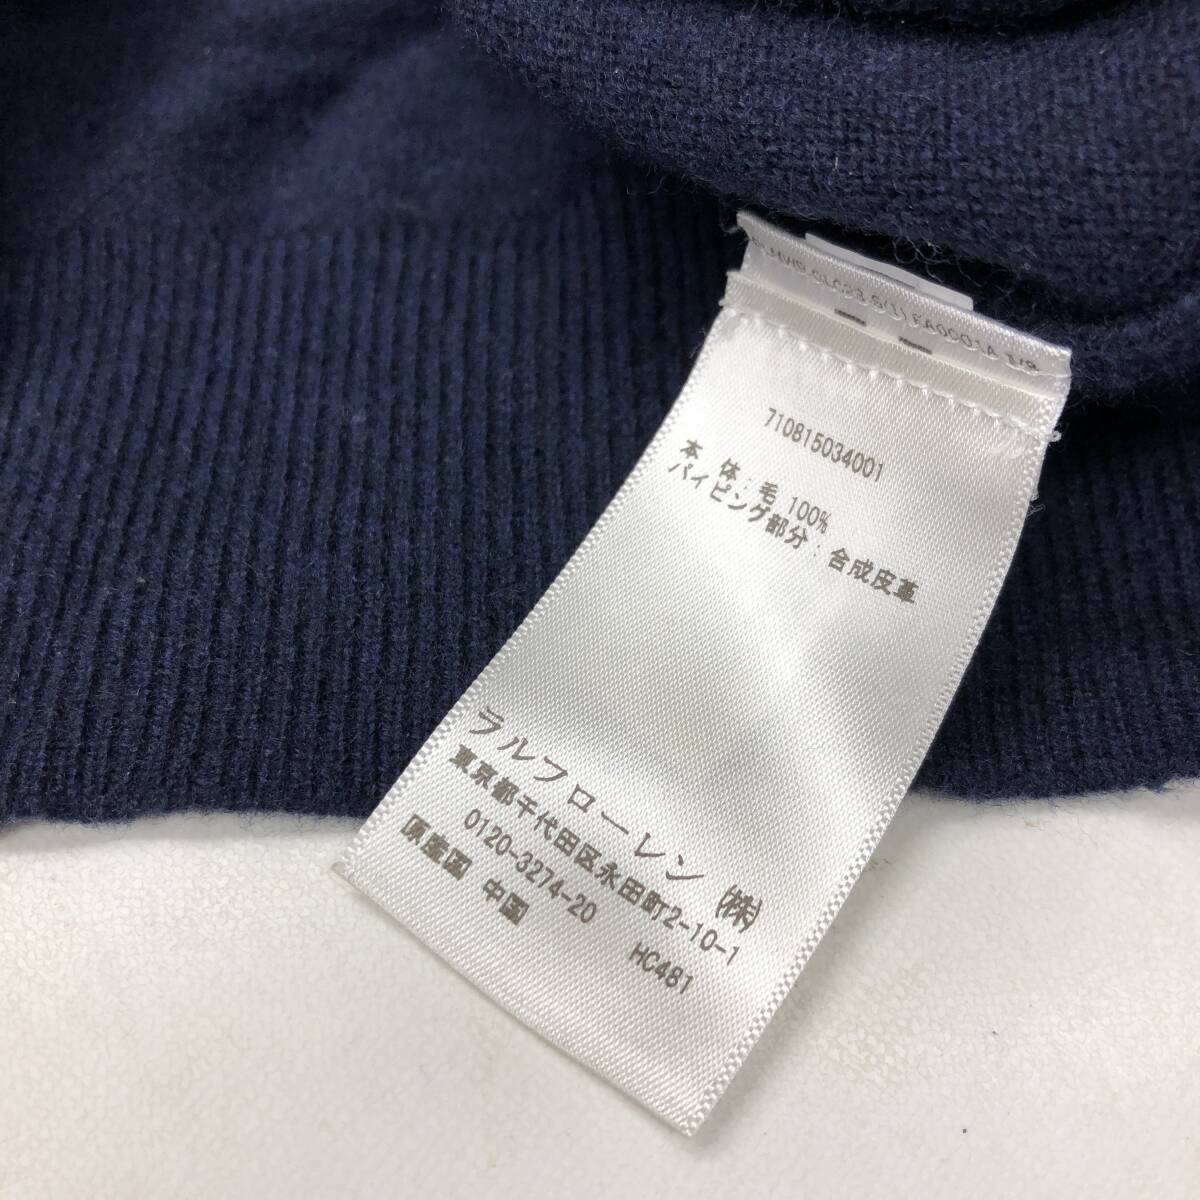 710815034001
本 体:毛 100%
パイピング部分:合成皮革
ラルフローレン ㈱
東京都千代田区永田町2-10-1
0120-3274-20 HC481
原産国 中国